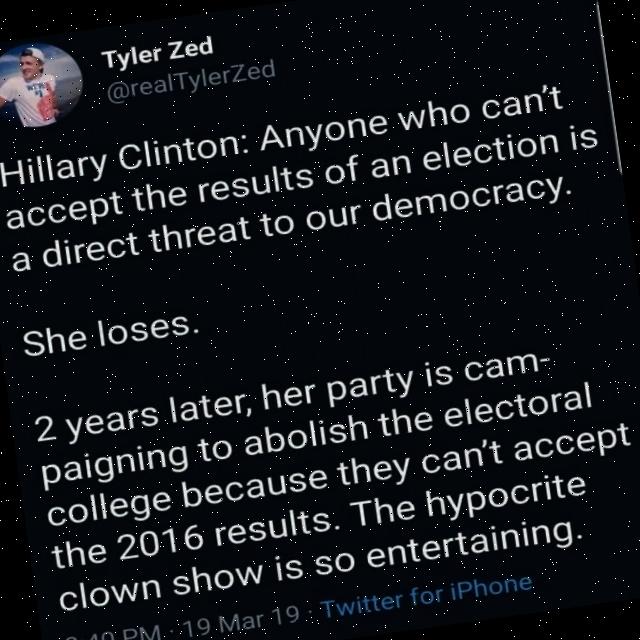 Tyler Zed
@realTylerZed
Hillary Clinton: Anyone who can't
accept the results of an election is
a direct threat to our democracy.
She loses.
2 years later, her party is cam-
paigning to abolish the electoral
college because they can't accept
the 2016 results. The hypocrite
clown show is so entertaining.
40 PM · 19 Mar 19 · Twitter for iPhone